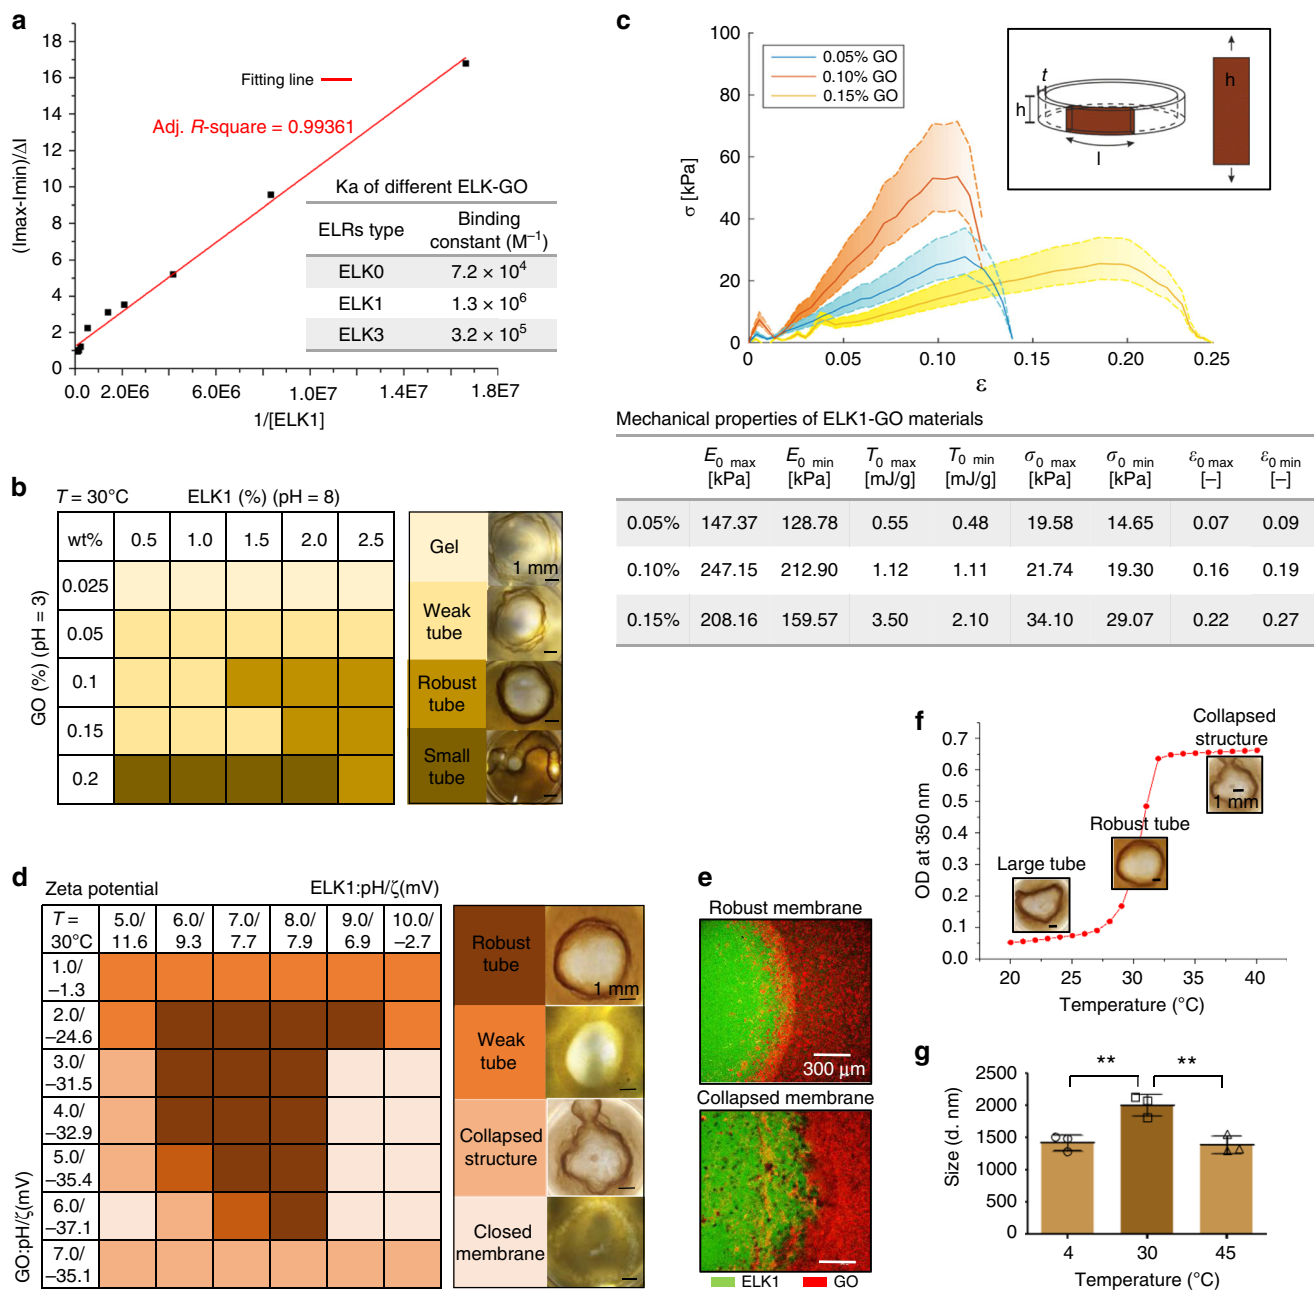 a
18
16
14
12
10
8
6
4
2
0
(Imax-Imin)/ΔI
Fitting line
Adj. R-square = 0.99361
Ka of different ELK-GO
ELRs type
Binding constant (M⁻¹)
ELK0 7.2 × 10⁴
ELK1 1.3 × 10⁶
ELK3 3.2 × 10⁵
0.0 2.0E6 6.0E6 1.0E7 1.4E7 1.8E7
1/[ELK1]
b
T = 30°C ELK1 (%) (pH = 8)
wt% 0.5 1.0 1.5 2.0 2.5
0.025
0.05
0.1
0.15
0.2
GO (%) (pH = 3)
Gel
1 mm
Weak
tube
Robust
tube
Small
tube
c
100
80
60
40
20
0
σ [kPa]
0.05% GO
0.10% GO
0.15% GO
t
h
l
h
0 0.05 0.10 0.15 0.20 0.25
ε
Mechanical properties of ELK1-GO materials
E0 max E0 min T0 max T0 min σ0 max σ0 min ε0 max ε0 min
[kPa] [kPa] [mJ/g] [mJ/g] [kPa] [kPa] [–] [–]
0.05% 147.37 128.78 0.55 0.48 19.58 14.65 0.07 0.09
0.10% 247.15 212.90 1.12 1.11 21.74 19.30 0.16 0.19
0.15% 208.16 159.57 3.50 2.10 34.10 29.07 0.22 0.27
d
Zeta potential ELK1:pH/ζ(mV)
T = 5.0/ 6.0/ 7.0/ 8.0/ 9.0/ 10.0/
30°C 11.6 9.3 7.7 7.9 6.9 –2.7
1.0/
–1.3
2.0/
–24.6
3.0/
–31.5
4.0/
–32.9
5.0/
–35.4
6.0/
–37.1
7.0/
–35.1
GO:pH/ζ(mV)
Robust
tube
1 mm
Weak
tube
Collapsed
structure
Closed
membrane
e
Robust membrane
300 μm
Collapsed membrane
ELK1 GO
f
0.7
0.6
0.5
0.4
0.3
0.2
0.1
0.0
OD at 350 nm
Collapsed
structure
1 mm
Robust tube
Large tube
20 25 30 35 40
Temperature (°C)
g
** **
2500
2000
1500
1000
500
0
Size (d. nm)
4 30 45
Temperature (°C)